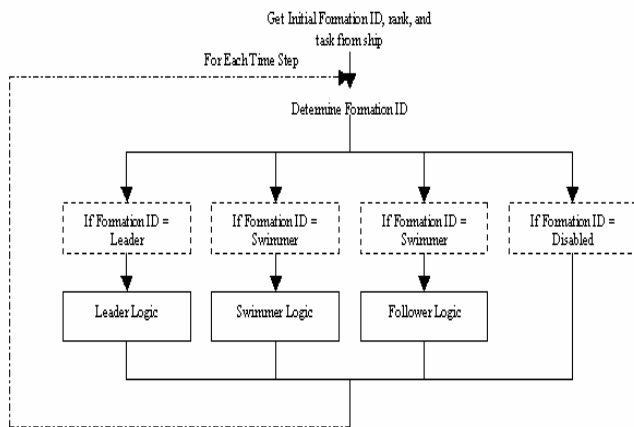 Get Initial Formation ID, rank, and
task from ship
For Each Time Step
Determine Formation ID
If Formation ID =
Leader
If Formation ID =
Swimmer
If Formation ID =
Swimmer
If Formation ID =
Disabled
Leader Logic
Swimmer Logic
Follower Logic